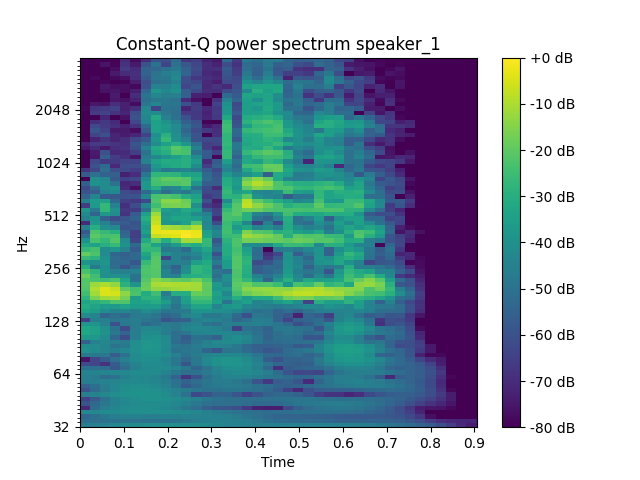 Constant-Q power spectrum speaker_1
Hz
2048
1024
512
256
128
64
32
0 0.1 0.2 0.3 0.4 0.5 0.6 0.7 0.8 0.9
Time
+0 dB
-10 dB
-20 dB
-30 dB
-40 dB
-50 dB
-60 dB
-70 dB
-80 dB